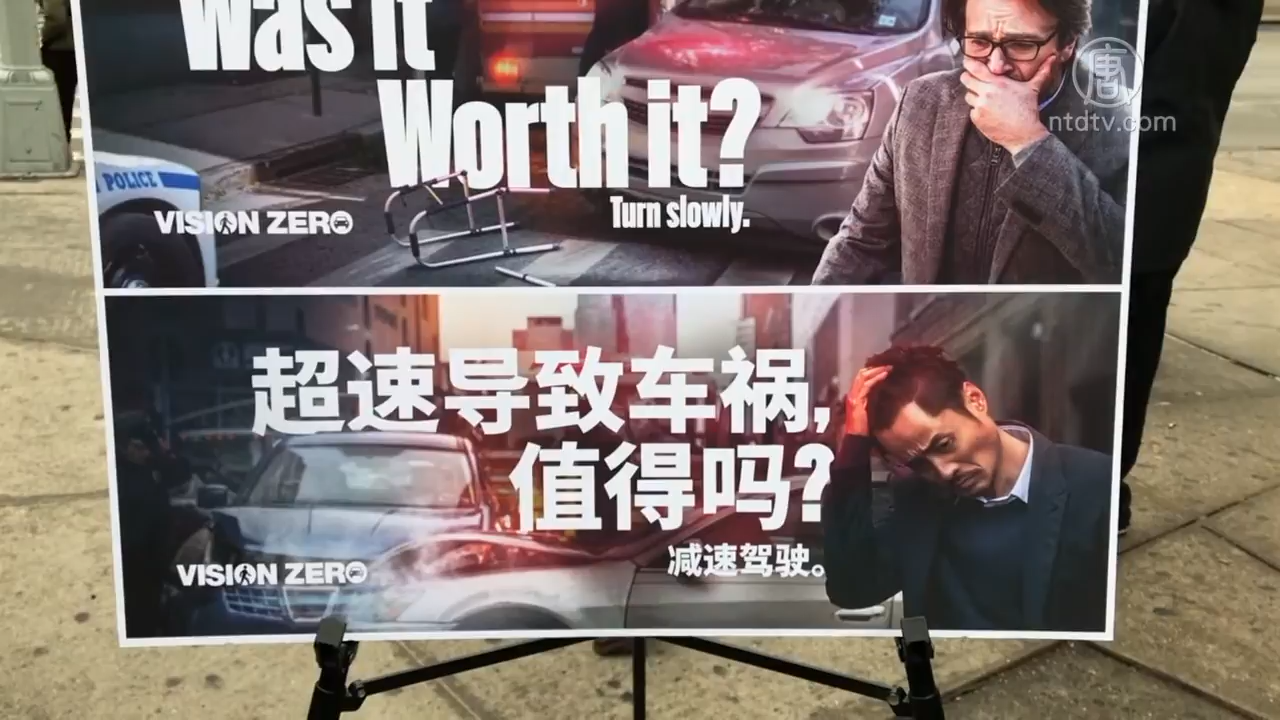 Was it
Worth it?
Turn slowly.
POLICE
VISION ZERO
唐
ntdtv.com
超速导致车祸,
值得吗?
减速驾驶。
VISION ZERO